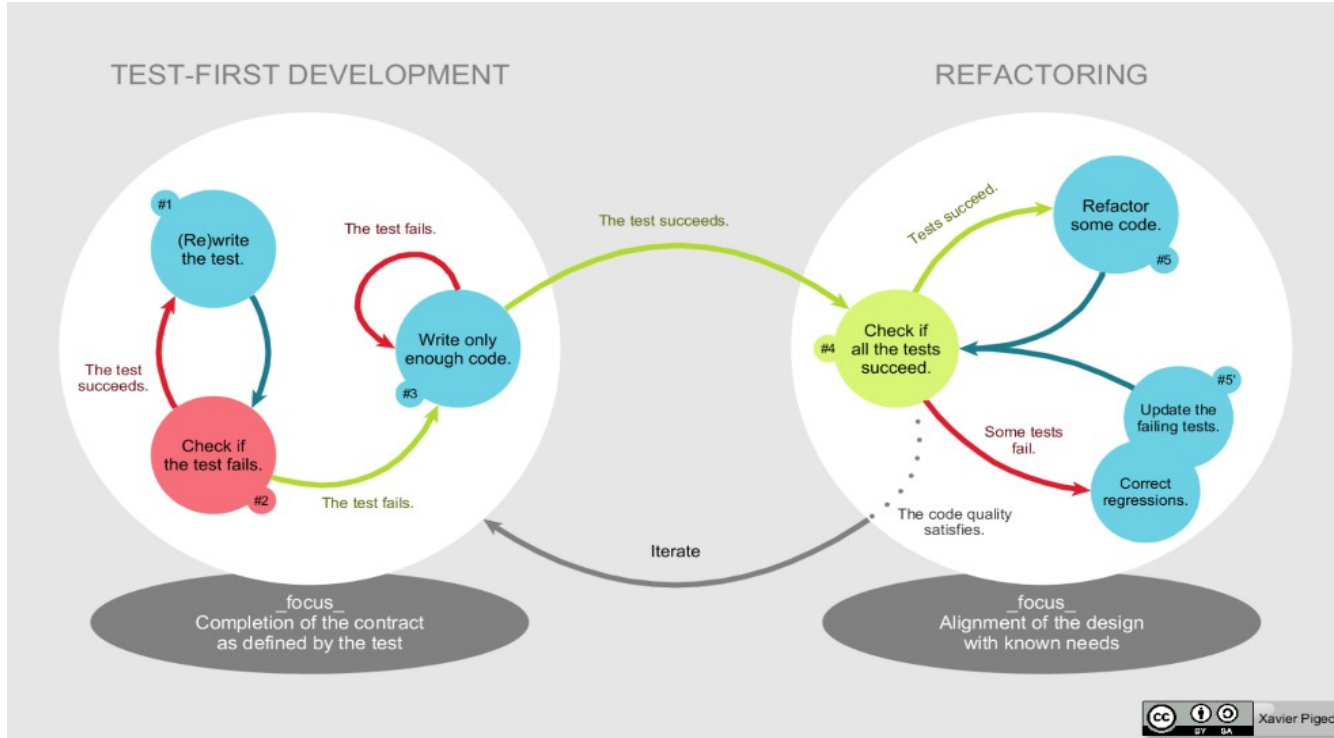 TEST-FIRST DEVELOPMENT
REFACTORING
#1
(Re)write
the test.
The test
succeeds.
Check if
the test fails.
#2
The test fails.
The test fails.
Write only
enough code.
#3
The test succeeds.
#4
Check if
all the tests
succeed.
Tests succeed.
Refactor
some code.
#5
#5'
Update the
failing tests.
Some tests
fail.
Correct
regressions.
The code quality
satisfies.
Iterate
_focus_
Completion of the contract
as defined by the test
_focus_
Alignment of the design
with known needs
cc
BY SA
Xavier Pigeo